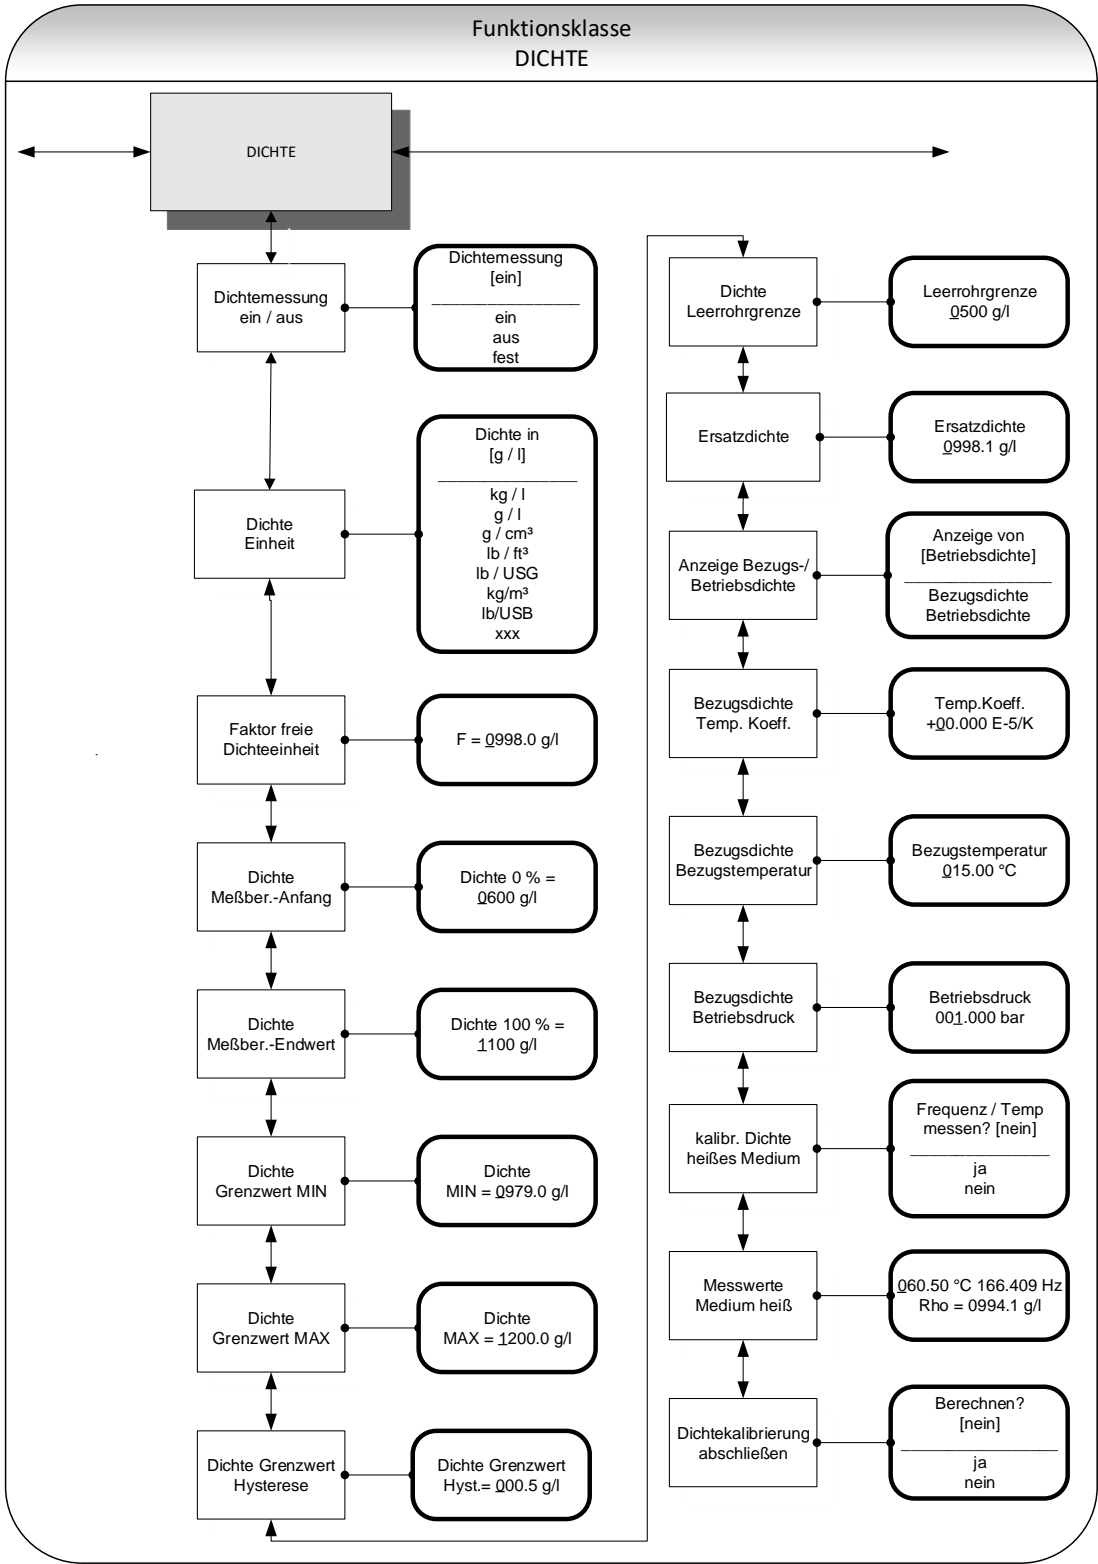 Funktionsklasse
DICHTE
DICHTE
Dichtemessung
ein / aus
Dichtemessung
[ein]
ein
aus
fest
Dichte
Einheit
Dichte in
[g / l]
kg / l
g / l
g / cm³
lb / ft³
lb / USG
kg/m³
lb/USB
xxx
Faktor freie
Dichteeinheit
F = 0998.0 g/l
Dichte
Meßber.-Anfang
Dichte 0 % =
0600 g/l
Dichte
Meßber.-Endwert
Dichte 100 % =
1100 g/l
Dichte
Grenzwert MIN
Dichte
MIN = 0979.0 g/l
Dichte
Grenzwert MAX
Dichte
MAX = 1200.0 g/l
Dichte Grenzwert
Hysterese
Dichte Grenzwert
Hyst.= 000.5 g/l
Dichte
Leerrohrgrenze
Leerrohrgrenze
0500 g/l
Ersatzdichte
Ersatzdichte
0998.1 g/l
Anzeige Bezugs-/
Betriebsdichte
Anzeige von
[Betriebsdichte]
Bezugsdichte
Betriebsdichte
Bezugsdichte
Temp. Koeff.
Temp.Koeff.
+00.000 E-5/K
Bezugsdichte
Bezugstemperatur
Bezugstemperatur
015.00 °C
Bezugsdichte
Betriebsdruck
Betriebsdruck
001.000 bar
kalibr. Dichte
heißes Medium
Frequenz / Temp
messen? [nein]
ja
nein
Messwerte
Medium heiß
060.50 °C 166.409 Hz
Rho = 0994.1 g/l
Dichtekalibrierung
abschließen
Berechnen?
[nein]
ja
nein